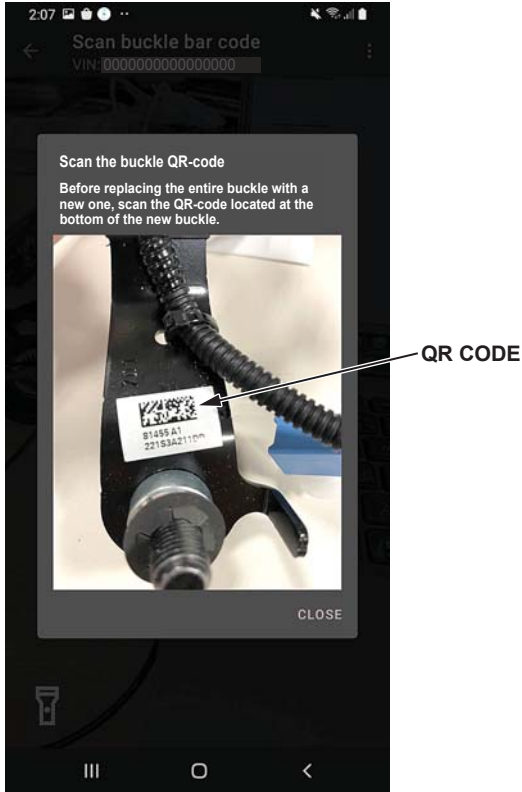 2:07
Scan buckle bar code
VIN: 0000000000000000
Scan the buckle QR-code
Before replacing the entire buckle with a
new one, scan the QR-code located at the
bottom of the new buckle.
QR CODE
81455 A1
CLOSE